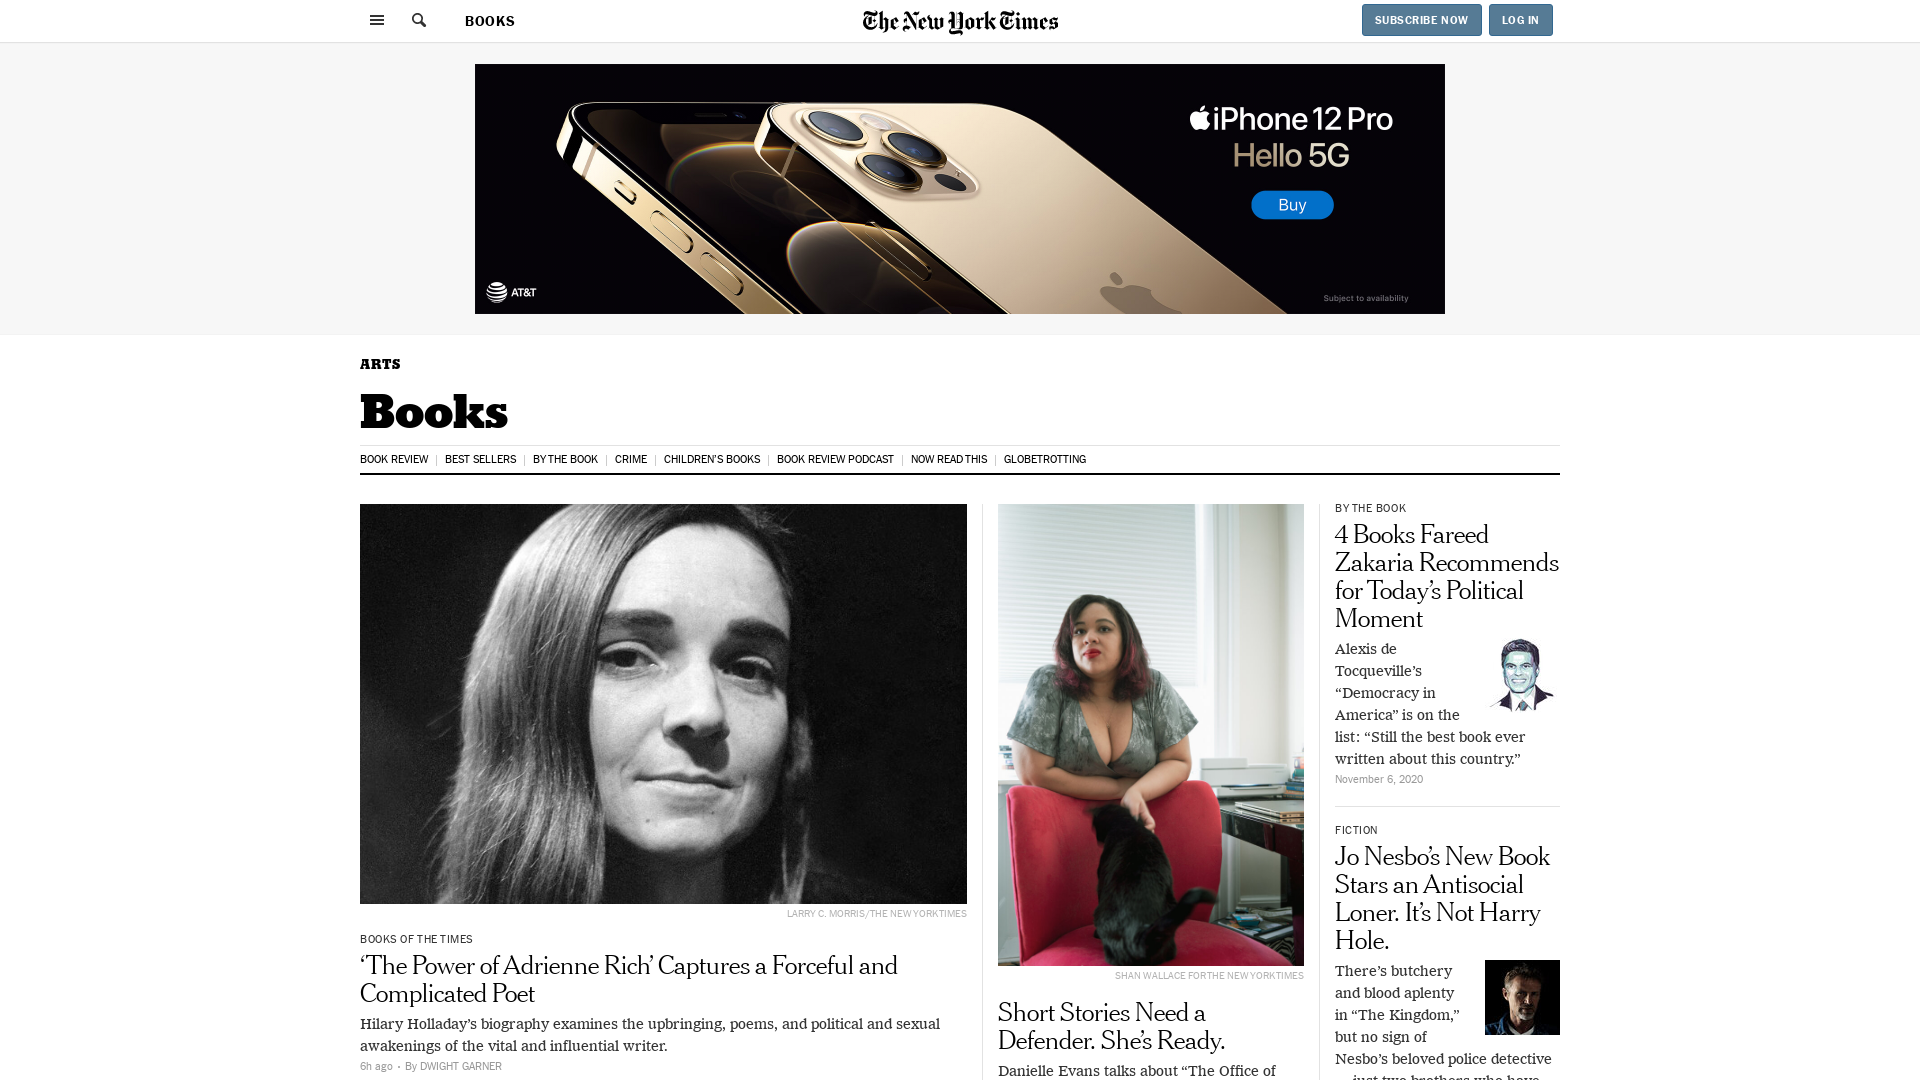 BOOKS
The New York Times
SUBSCRIBE NOW
LOG IN
iPhone 12 Pro
Hello 5G
Buy
AT&T
Subject to availability
ARTS
Books
BOOK REVIEW
BEST SELLERS
BY THE BOOK
CRIME
CHILDREN'S BOOKS
BOOK REVIEW PODCAST
NOW READ THIS
GLOBETROTTING
LARRY C. MORRIS/THE NEW YORK TIMES
BOOKS OF THE TIMES
‘The Power of Adrienne Rich’ Captures a Forceful and
Complicated Poet
Hilary Holladay’s biography examines the upbringing, poems, and political and sexual
awakenings of the vital and influential writer.
6h ago • By DWIGHT GARNER
SHAN WALLACE FOR THE NEW YORK TIMES
Short Stories Need a
Defender. She’s Ready.
Danielle Evans talks about “The Office of
BY THE BOOK
4 Books Fareed
Zakaria Recommends
for Today’s Political
Moment
Alexis de
Tocqueville’s
“Democracy in
America” is on the
list: “Still the best book ever
written about this country.”
November 6, 2020
FICTION
Jo Nesbo’s New Book
Stars an Antisocial
Loner. It’s Not Harry
Hole.
There’s butchery
and blood aplenty
in “The Kingdom,”
but no sign of
Nesbo’s beloved police detective
— just two brothers who have